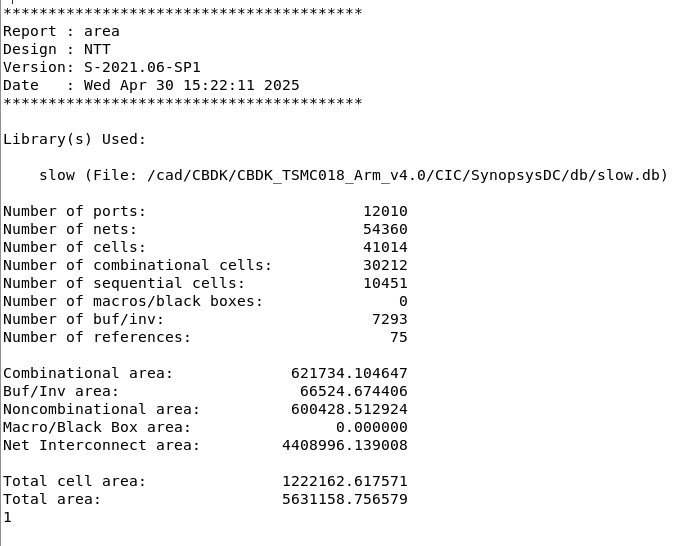 ****************************************
Report : area
Design : NTT
Version: S-2021.06-SP1
Date   : Wed Apr 30 15:22:11 2025
****************************************

Library(s) Used:

    slow (File: /cad/CBDK/CBDK_TSMC018_Arm_v4.0/CIC/SynopsysDC/db/slow.db)

Number of ports:                        12010
Number of nets:                         54360
Number of cells:                        41014
Number of combinational cells:          30212
Number of sequential cells:             10451
Number of macros/black boxes:               0
Number of buf/inv:                       7293
Number of references:                      75

Combinational area:             621734.104647
Buf/Inv area:                    66524.674406
Noncombinational area:          600428.512924
Macro/Black Box area:                0.000000
Net Interconnect area:         4408996.139008

Total cell area:               1222162.617571
Total area:                    5631158.756579
1